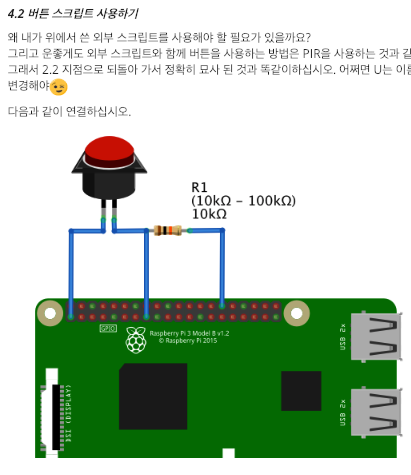 4.2 버튼 스크립트 사용하기
왜 내가 위에서 쓴 외부 스크립트를 사용해야 할 필요가 있을까요?
그리고 운좋게도 외부 스크립트와 함께 버튼을 사용하는 방법은 PIR을 사용하는 것과 같
그래서 2.2 지점으로 되돌아 가서 정확히 묘사 된 것과 똑같이하십시오. 어쩌면 U는 이름
변경해야
다음과 같이 연결하십시오.
R1
(10kΩ – 100kΩ)
10kΩ
GPIO
Raspberry Pi 3 Model B v1.2
© Raspberry Pi 2015
USB 2x
DSI (DISPLAY)
USB 2x